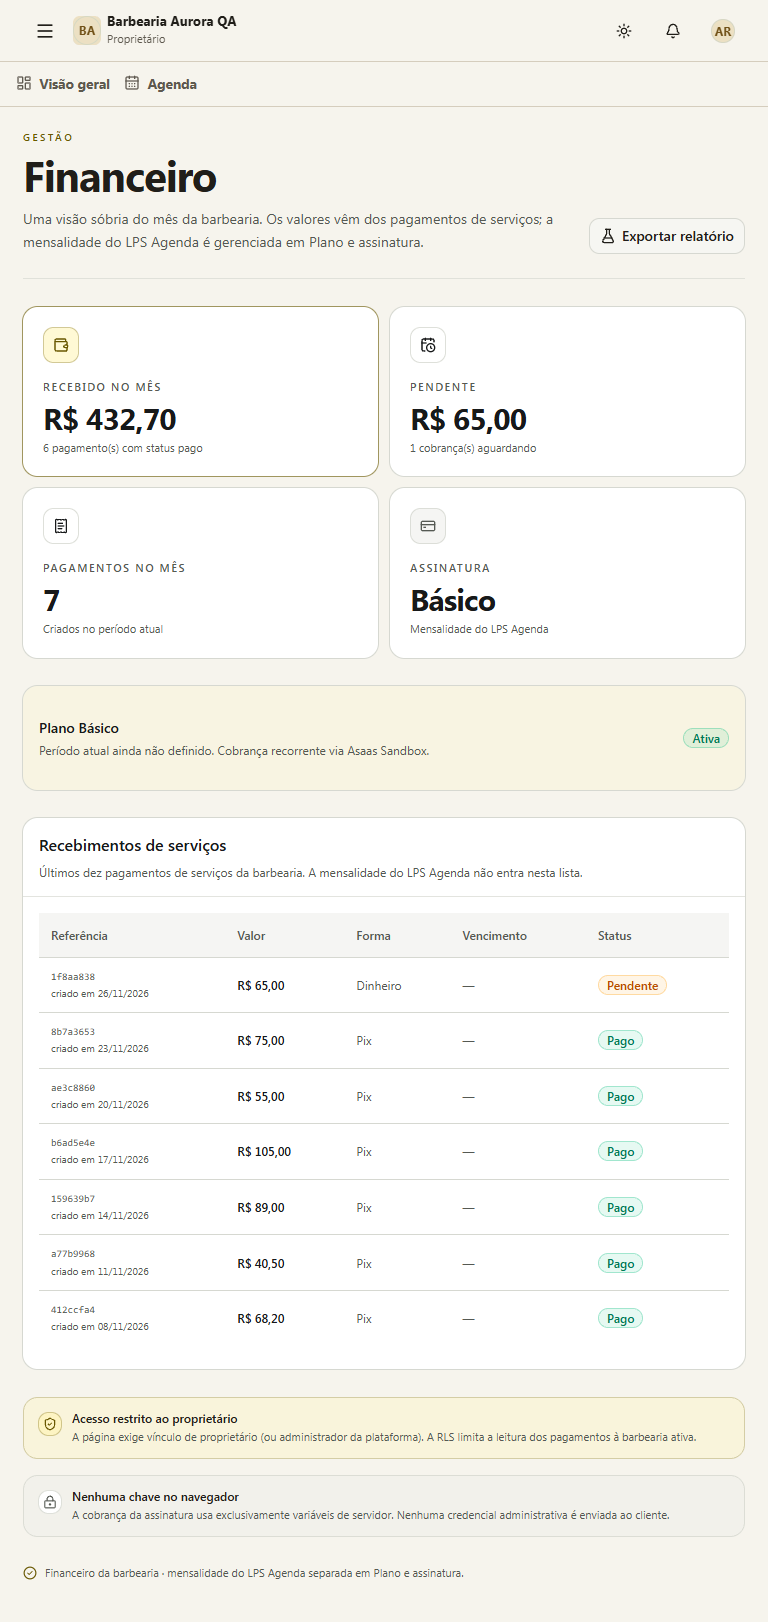 BA
Barbearia Aurora QA
Proprietário
AR
Visão geral
Agenda
GESTÃO
Financeiro
Uma visão sóbria do mês da barbearia. Os valores vêm dos pagamentos de serviços; a
mensalidade do LPS Agenda é gerenciada em Plano e assinatura.
Exportar relatório
RECEBIDO NO MÊS
R$ 432,70
6 pagamento(s) com status pago
PENDENTE
R$ 65,00
1 cobrança(s) aguardando
PAGAMENTOS NO MÊS
7
Criados no período atual
ASSINATURA
Básico
Mensalidade do LPS Agenda
Plano Básico
Período atual ainda não definido. Cobrança recorrente via Asaas Sandbox.
Ativa
Recebimentos de serviços
Últimos dez pagamentos de serviços da barbearia. A mensalidade do LPS Agenda não entra nesta lista.
Referência Valor Forma Vencimento Status
1f8aa838
criado em 26/11/2026
R$ 65,00 Dinheiro — Pendente
8b7a3653
criado em 23/11/2026
R$ 75,00 Pix — Pago
ae3c8860
criado em 20/11/2026
R$ 55,00 Pix — Pago
b6ad5e4e
criado em 17/11/2026
R$ 105,00 Pix — Pago
159639b7
criado em 14/11/2026
R$ 89,00 Pix — Pago
a77b9968
criado em 11/11/2026
R$ 40,50 Pix — Pago
412ccfa4
criado em 08/11/2026
R$ 68,20 Pix — Pago
Acesso restrito ao proprietário
A página exige vínculo de proprietário (ou administrador da plataforma). A RLS limita a leitura dos pagamentos à barbearia ativa.
Nenhuma chave no navegador
A cobrança da assinatura usa exclusivamente variáveis de servidor. Nenhuma credencial administrativa é enviada ao cliente.
Financeiro da barbearia · mensalidade do LPS Agenda separada em Plano e assinatura.